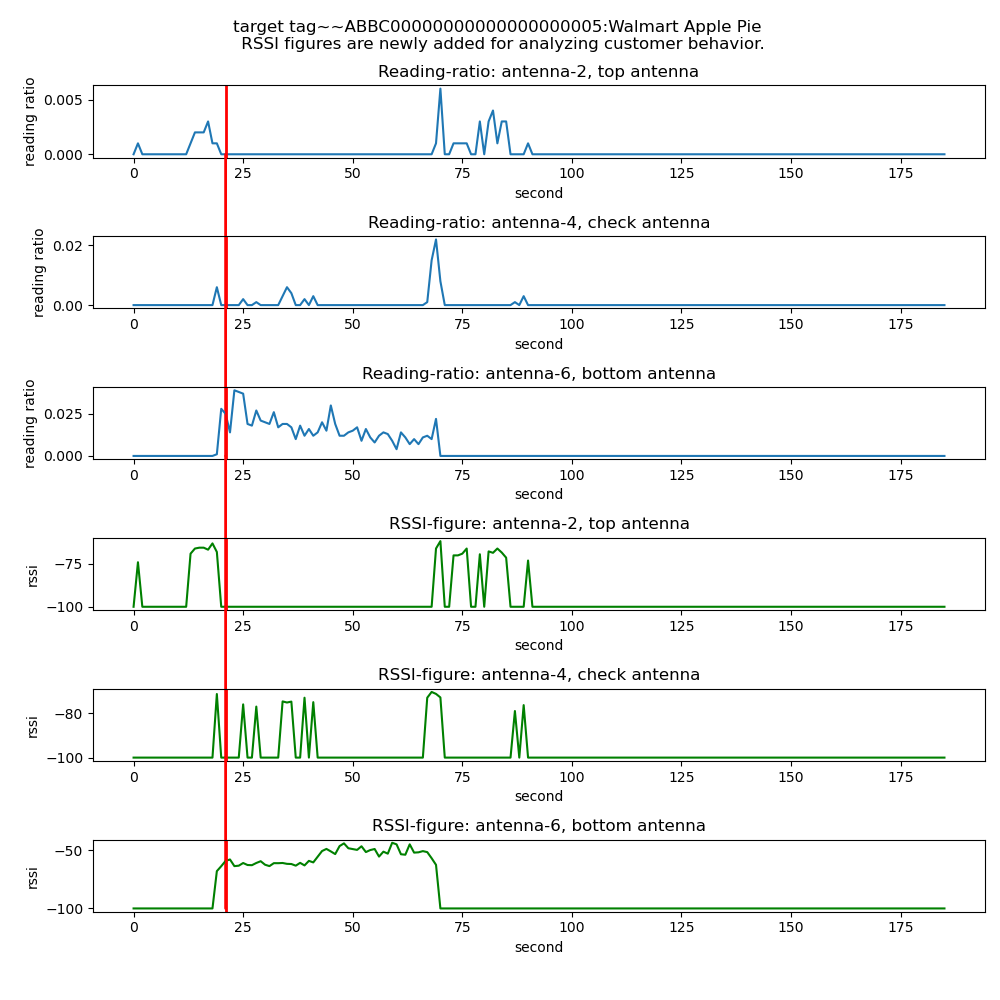 target tag~~ABBC00000000000000000005:Walmart Apple Pie
RSSI figures are newly added for analyzing customer behavior.
Reading-ratio: antenna-2, top antenna
reading ratio
0.005
0.000
0 25 50 75 100 125 150 175
second
Reading-ratio: antenna-4, check antenna
reading ratio
0.02
0.00
0 25 50 75 100 125 150 175
second
Reading-ratio: antenna-6, bottom antenna
reading ratio
0.025
0.000
0 25 50 75 100 125 150 175
second
RSSI-figure: antenna-2, top antenna
rssi
−75
−100
0 25 50 75 100 125 150 175
second
RSSI-figure: antenna-4, check antenna
rssi
−80
−100
0 25 50 75 100 125 150 175
second
RSSI-figure: antenna-6, bottom antenna
rssi
−50
−100
0 25 50 75 100 125 150 175
second